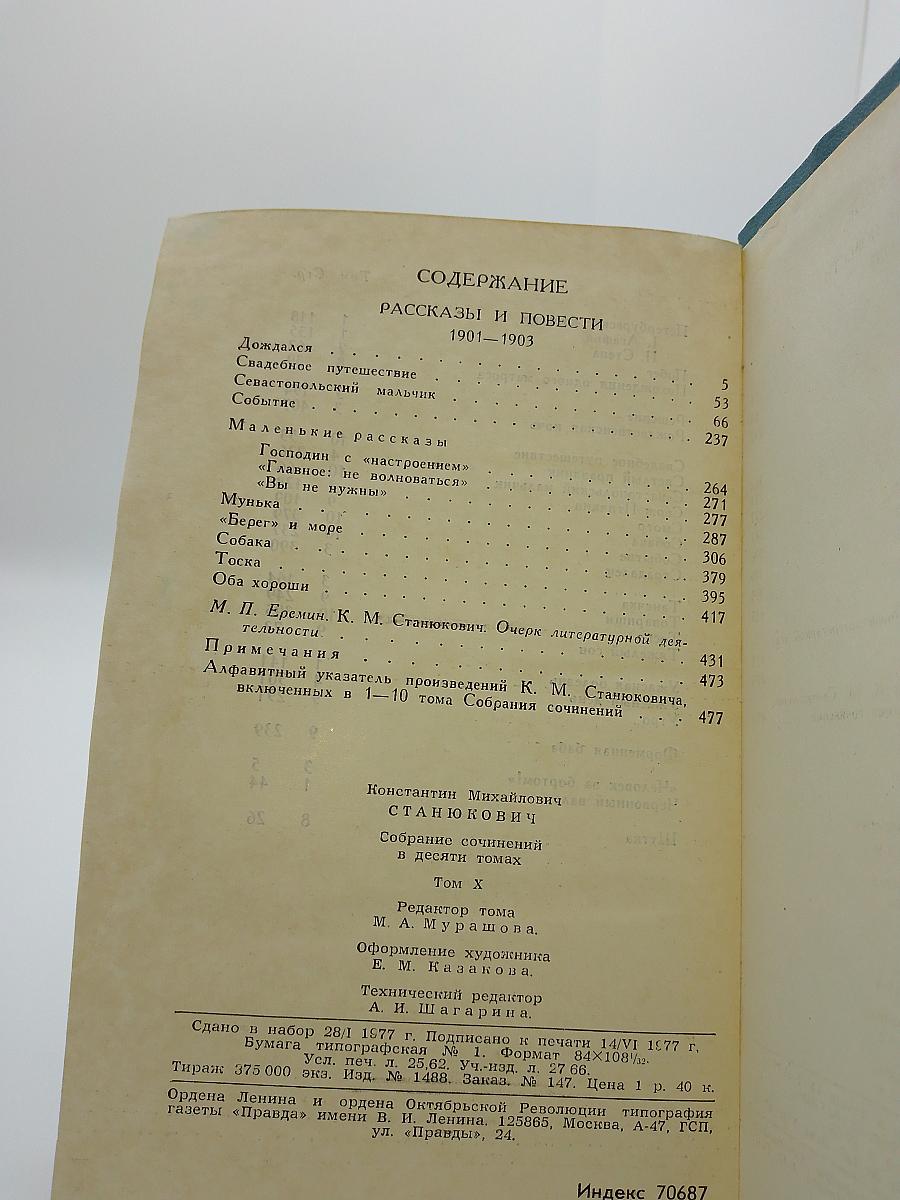 СОДЕРЖАНИЕ
РАССКАЗЫ И ПОВЕСТИ
1901—1903
Дождался . . . . . . . . . . . . . . . 5
Свадебное путешествие . . . . . . . . . . . 53
Севастопольский мальчик . . . . . . . . . . 66
Событие . . . . . . . . . . . . . . . 237
Маленькие рассказы
Господин с «настроением» . . . . . . . . 264
«Главное: не волноваться» . . . . . . . . 271
«Вы не нужны» . . . . . . . . . . . 277
Мунька . . . . . . . . . . . . . . . 287
«Берег» и море . . . . . . . . . . . . . 306
Собака . . . . . . . . . . . . . . . 379
Тоска . . . . . . . . . . . . . . . . 395
Оба хороши . . . . . . . . . . . . . . 417
М. П. Еремин. К. М. Станюкович. Очерк литературной дея-
тельности . . . . . . . . . . . . . . 431
Примечания . . . . . . . . . . . . . . 473
Алфавитный указатель произведений К. М. Станюковича,
включенных в 1—10 тома Собрания сочинений . . . 477
Константин Михайлович
СТАНЮКОВИЧ
Собрание сочинений
в десяти томах
Том X
Редактор тома
М. А. Мурашова.
Оформление художника
Е. М. Казакова.
Технический редактор
А. И. Шагарина.
Сдано в набор 28/I 1977 г. Подписано к печати 14/VI 1977 г.
Бумага типографская № 1. Формат 84×108¹/₃₂.
Усл. печ. л. 25,62. Уч.-изд. л. 27 66.
Тираж 375 000 экз. Изд. № 1488. Заказ. № 147. Цена 1 р. 40 к.
Ордена Ленина и ордена Октябрьской Революции типография
газеты «Правда» имени В. И. Ленина. 125865, Москва, А-47, ГСП,
ул. «Правды», 24.
Индекс 70687